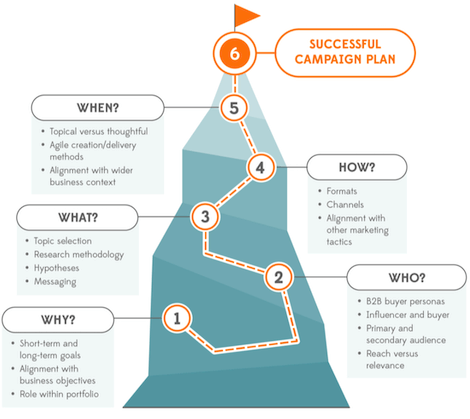 6
SUCCESSFUL
CAMPAIGN PLAN
WHEN?
• Topical versus thoughtful
• Agile creation/delivery
methods
• Alignment with wider
business context
5
4
HOW?
• Formats
• Channels
• Alignment with
other marketing
tactics
WHAT?
• Topic selection
• Research methodology
• Hypotheses
• Messaging
3
2
WHO?
• B2B buyer personas
• Influencer and buyer
• Primary and
secondary audience
• Reach versus
relevance
WHY?
• Short-term and
long-term goals
• Alignment with
business objectives
• Role within portfolio
1